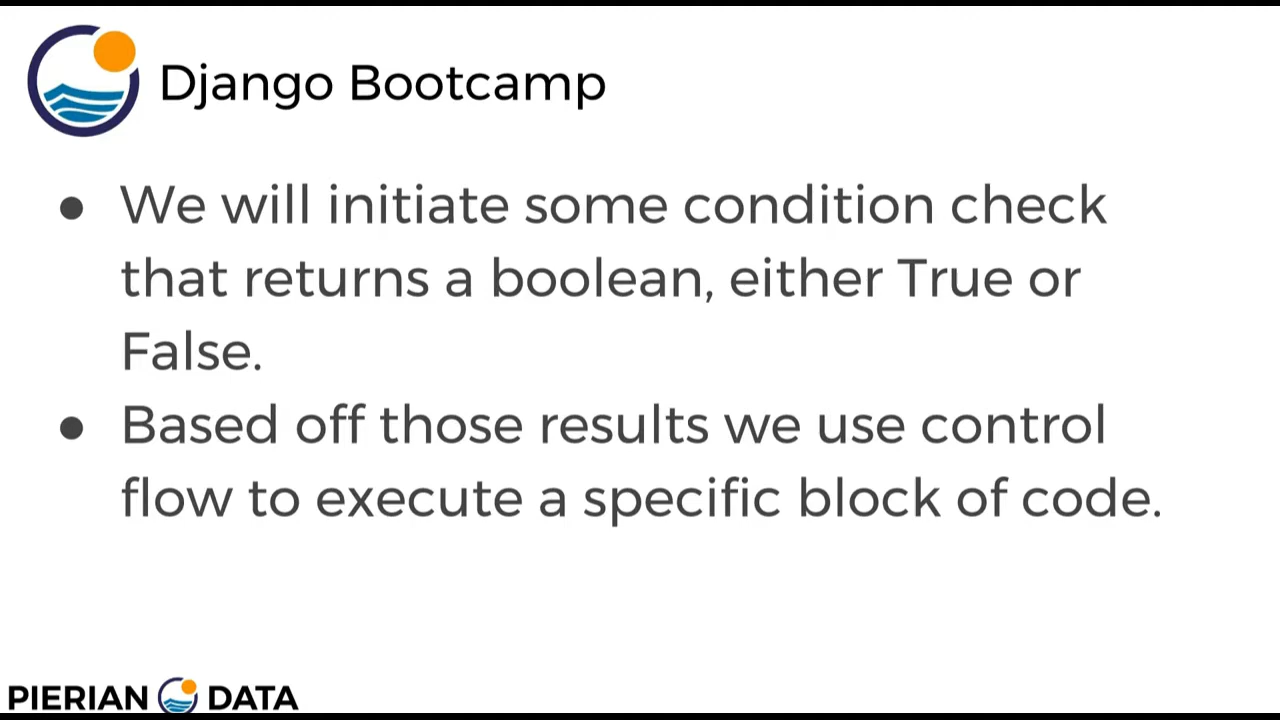 Django Bootcamp
● We will initiate some condition check
that returns a boolean, either True or
False.
● Based off those results we use control
flow to execute a specific block of code.
PIERIAN DATA